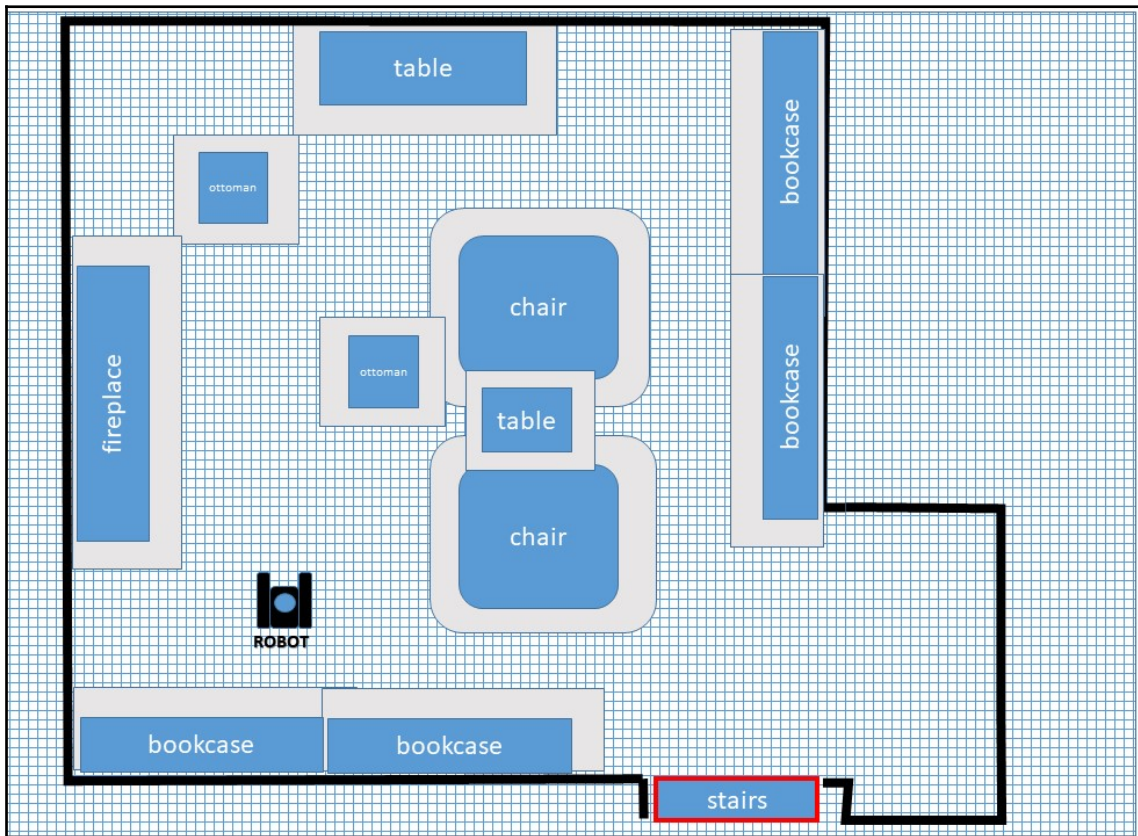 table
bookcase
ottoman
chair
fireplace
ottoman
bookcase
table
chair
ROBOT
bookcase
bookcase
stairs